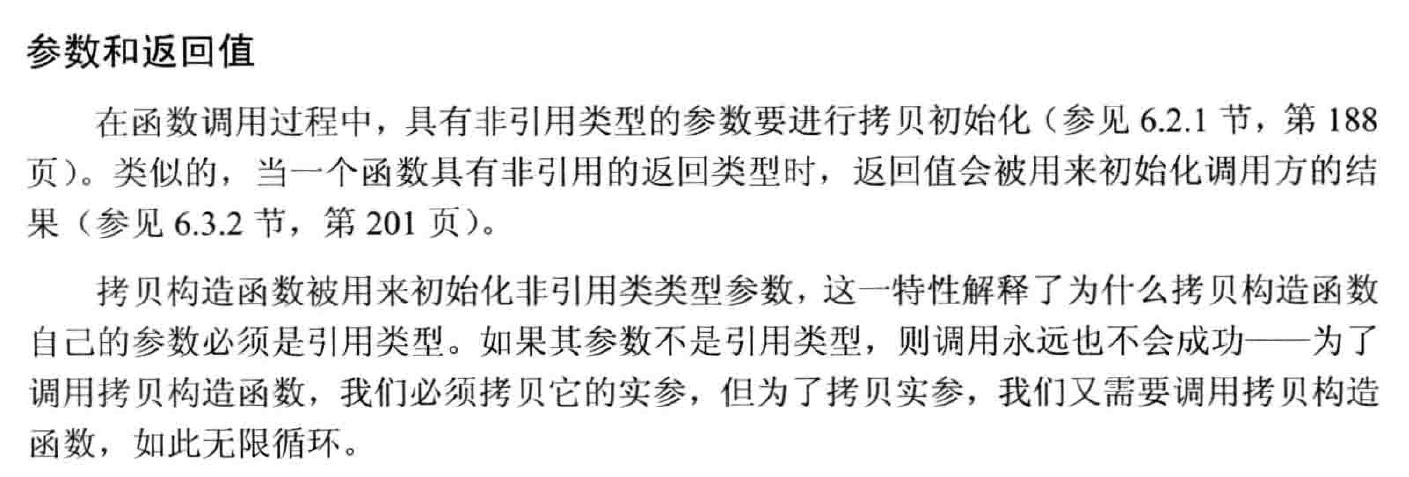 参数和返回值
在函数调用过程中，具有非引用类型的参数要进行拷贝初始化（参见 6.2.1 节，第 188
页）。类似的，当一个函数具有非引用的返回类型时，返回值会被用来初始化调用方的结
果（参见 6.3.2 节，第 201 页）。
拷贝构造函数被用来初始化非引用类类型参数，这一特性解释了为什么拷贝构造函数
自己的参数必须是引用类型。如果其参数不是引用类型，则调用永远也不会成功——为了
调用拷贝构造函数，我们必须拷贝它的实参，但为了拷贝实参，我们又需要调用拷贝构造
函数，如此无限循环。